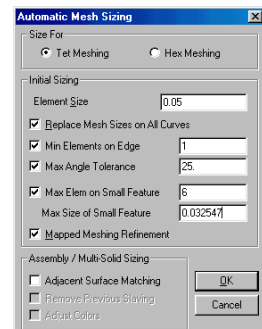 Automatic Mesh Sizing
Size For
Tet Meshing Hex Meshing
Initial Sizing
Element Size 0.05
Replace Mesh Sizes on All Curves
Min Elements on Edge 1
Max Angle Tolerance 25.
Max Elem on Small Feature 6
Max Size of Small Feature 0.032547
Mapped Meshing Refinement
Assembly / Multi-Solid Sizing
Adjacent Surface Matching OK
Remove Previous Slaving
Cancel
Adjust Colors